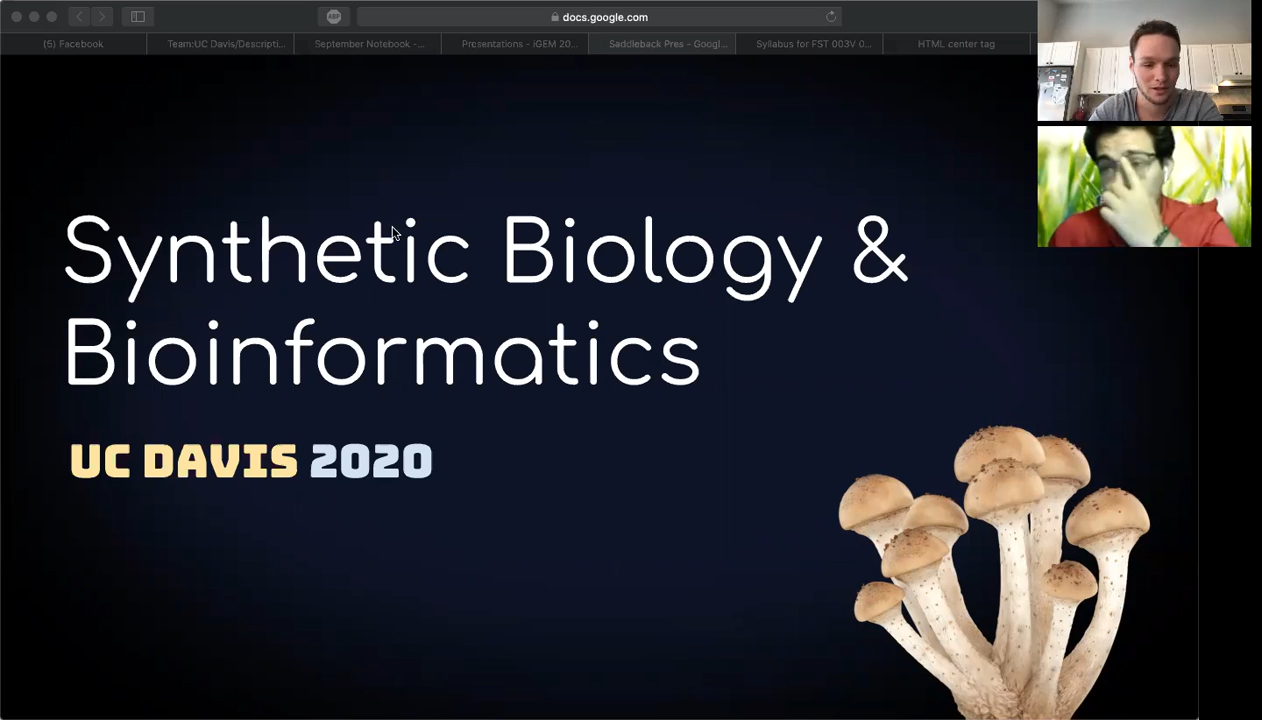 ABP
docs.google.com
(5) Facebook
Team:UC Davis/Descripti...
September Notebook -...
Presentations - iGEM 20...
Saddleback Pres - Googl...
Syllabus for FST 003V 0...
HTML center tag
Synthetic Biology &
Bioinformatics
UC DAVIS 2020